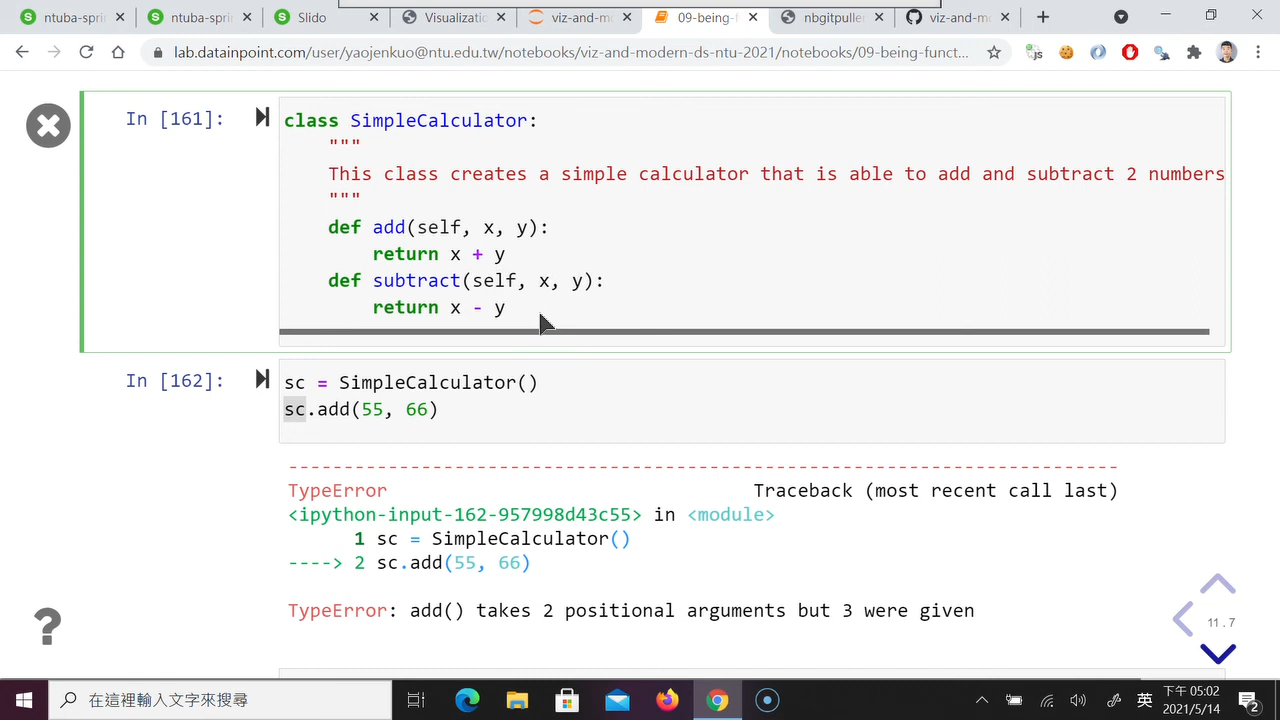 ntuba-sprin
ntuba-sprin
Slido
Visualizatio
viz-and-mo
09-being-f
nbgitpuller
viz-and-mo
lab.datainpoint.com/user/yaojenkuo@ntu.edu.tw/notebooks/viz-and-modern-ds-ntu-2021/notebooks/09-being-funct...
In [161]:
class SimpleCalculator:
"""
This class creates a simple calculator that is able to add and subtract 2 numbers
"""
def add(self, x, y):
return x + y
def subtract(self, x, y):
return x - y
In [162]:
sc = SimpleCalculator()
sc.add(55, 66)
---------------------------------------------------------------------------
TypeError Traceback (most recent call last)
<ipython-input-162-957998d43c55> in <module>
1 sc = SimpleCalculator()
----> 2 sc.add(55, 66)
TypeError: add() takes 2 positional arguments but 3 were given
11.7
在這裡輸入文字來搜尋
英
下午 05:02
2021/5/14
2